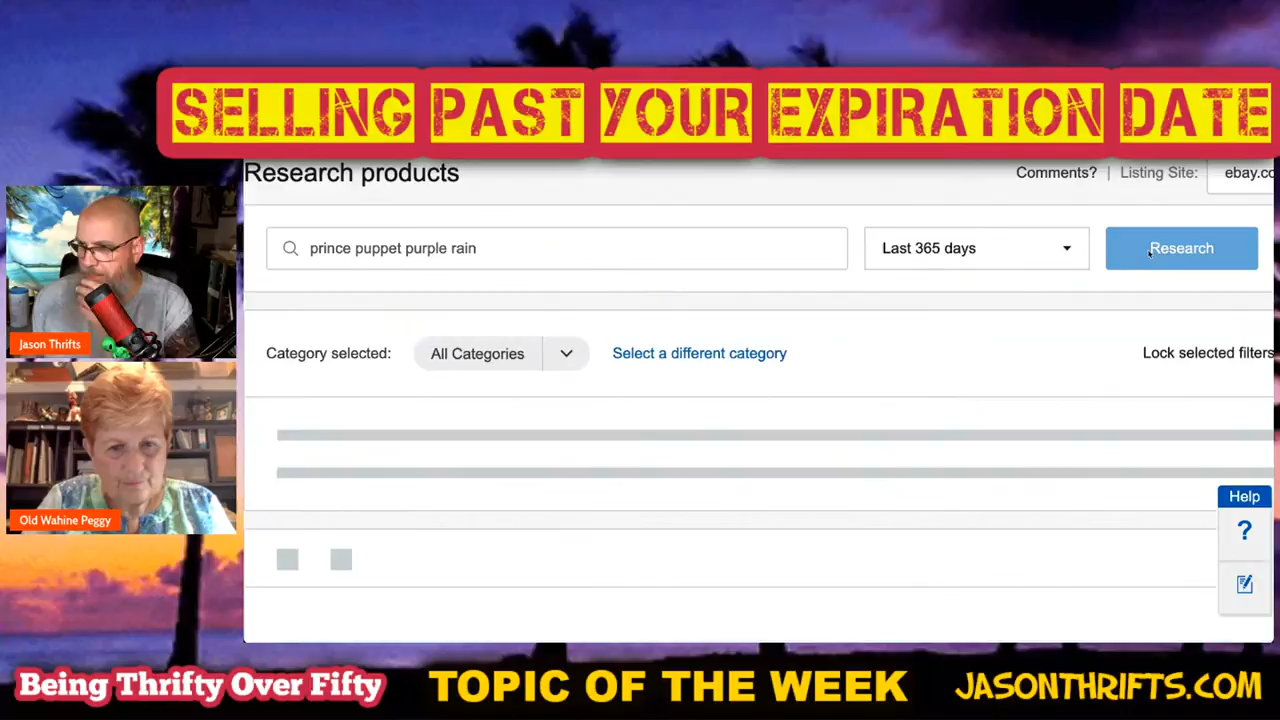 SELLING PAST YOUR EXPIRATION DATE
Research products
Comments? | Listing Site:
prince puppet purple rain
Last 365 days
Research
Jason Thrifts
Category selected:
All Categories
Select a different category
Lock selected filters
Help
?
Old Wahine Peggy
Being Thrifty Over Fifty
TOPIC OF THE WEEK
JASONTHRIFTS.COM